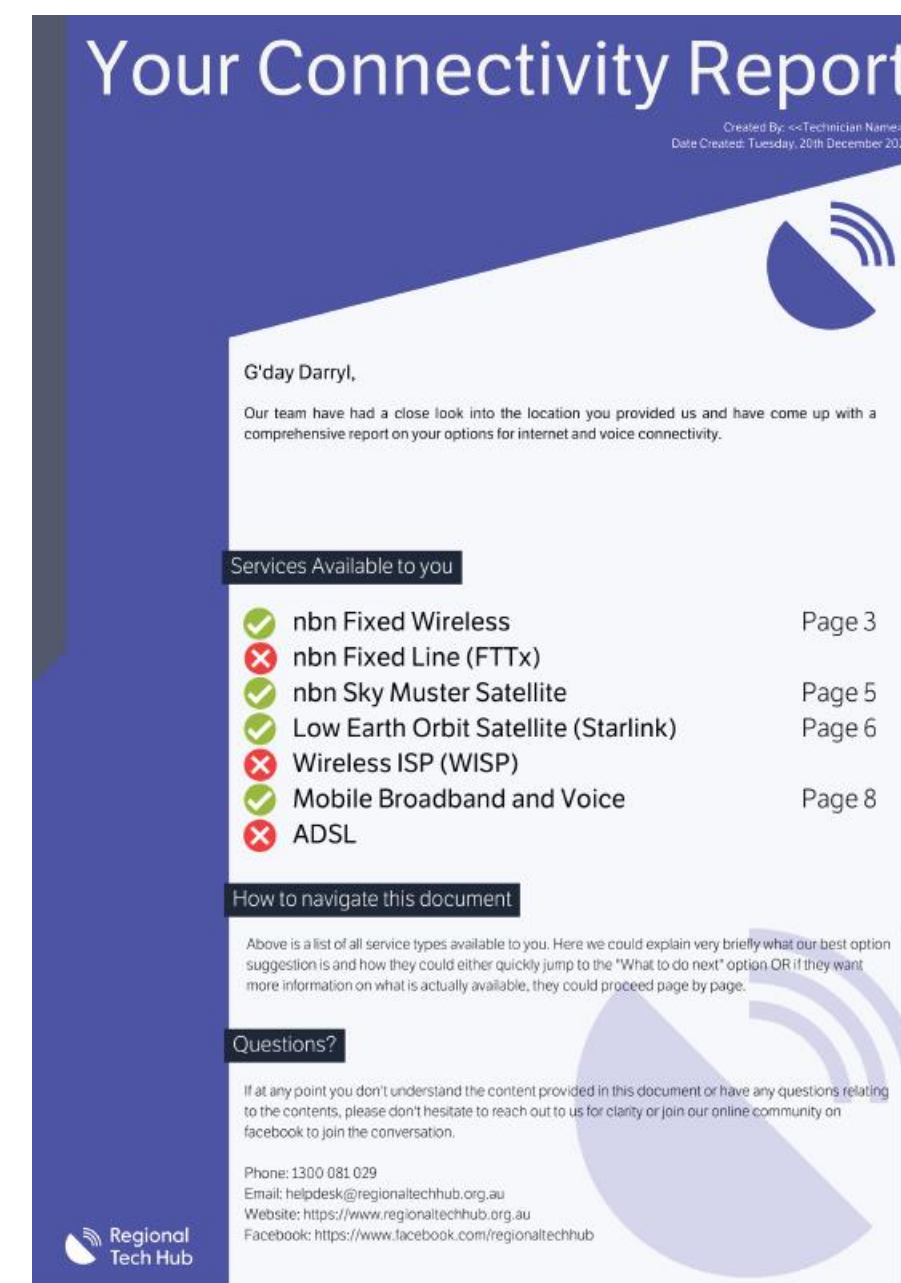 Your Connectivity Report
Created By: <<Technician Name>
Date Created: Tuesday, 20th December 202
G'day Darryl,
Our team have had a close look into the location you provided us and have come up with a
comprehensive report on your options for internet and voice connectivity.
Services Available to you
nbn Fixed Wireless Page 3
nbn Fixed Line (FTTx)
nbn Sky Muster Satellite Page 5
Low Earth Orbit Satellite (Starlink) Page 6
Wireless ISP (WISP)
Mobile Broadband and Voice Page 8
ADSL
How to navigate this document
Above is a list of all service types available to you. Here we could explain very briefly what our best option
suggestion is and how they could either quickly jump to the "What to do next" option OR if they want
more information on what is actually available, they could proceed page by page.
Questions?
If at any point you don't understand the content provided in this document or have any questions relating
to the contents, please don't hesitate to reach out to us for clarity or join our online community on
facebook to join the conversation.
Phone: 1300 081 029
Email: helpdesk@regionaltechhub.org.au
Website: https://www.regionaltechhub.org.au
Facebook: https://www.facebook.com/regionaltechhub
Regional
Tech Hub